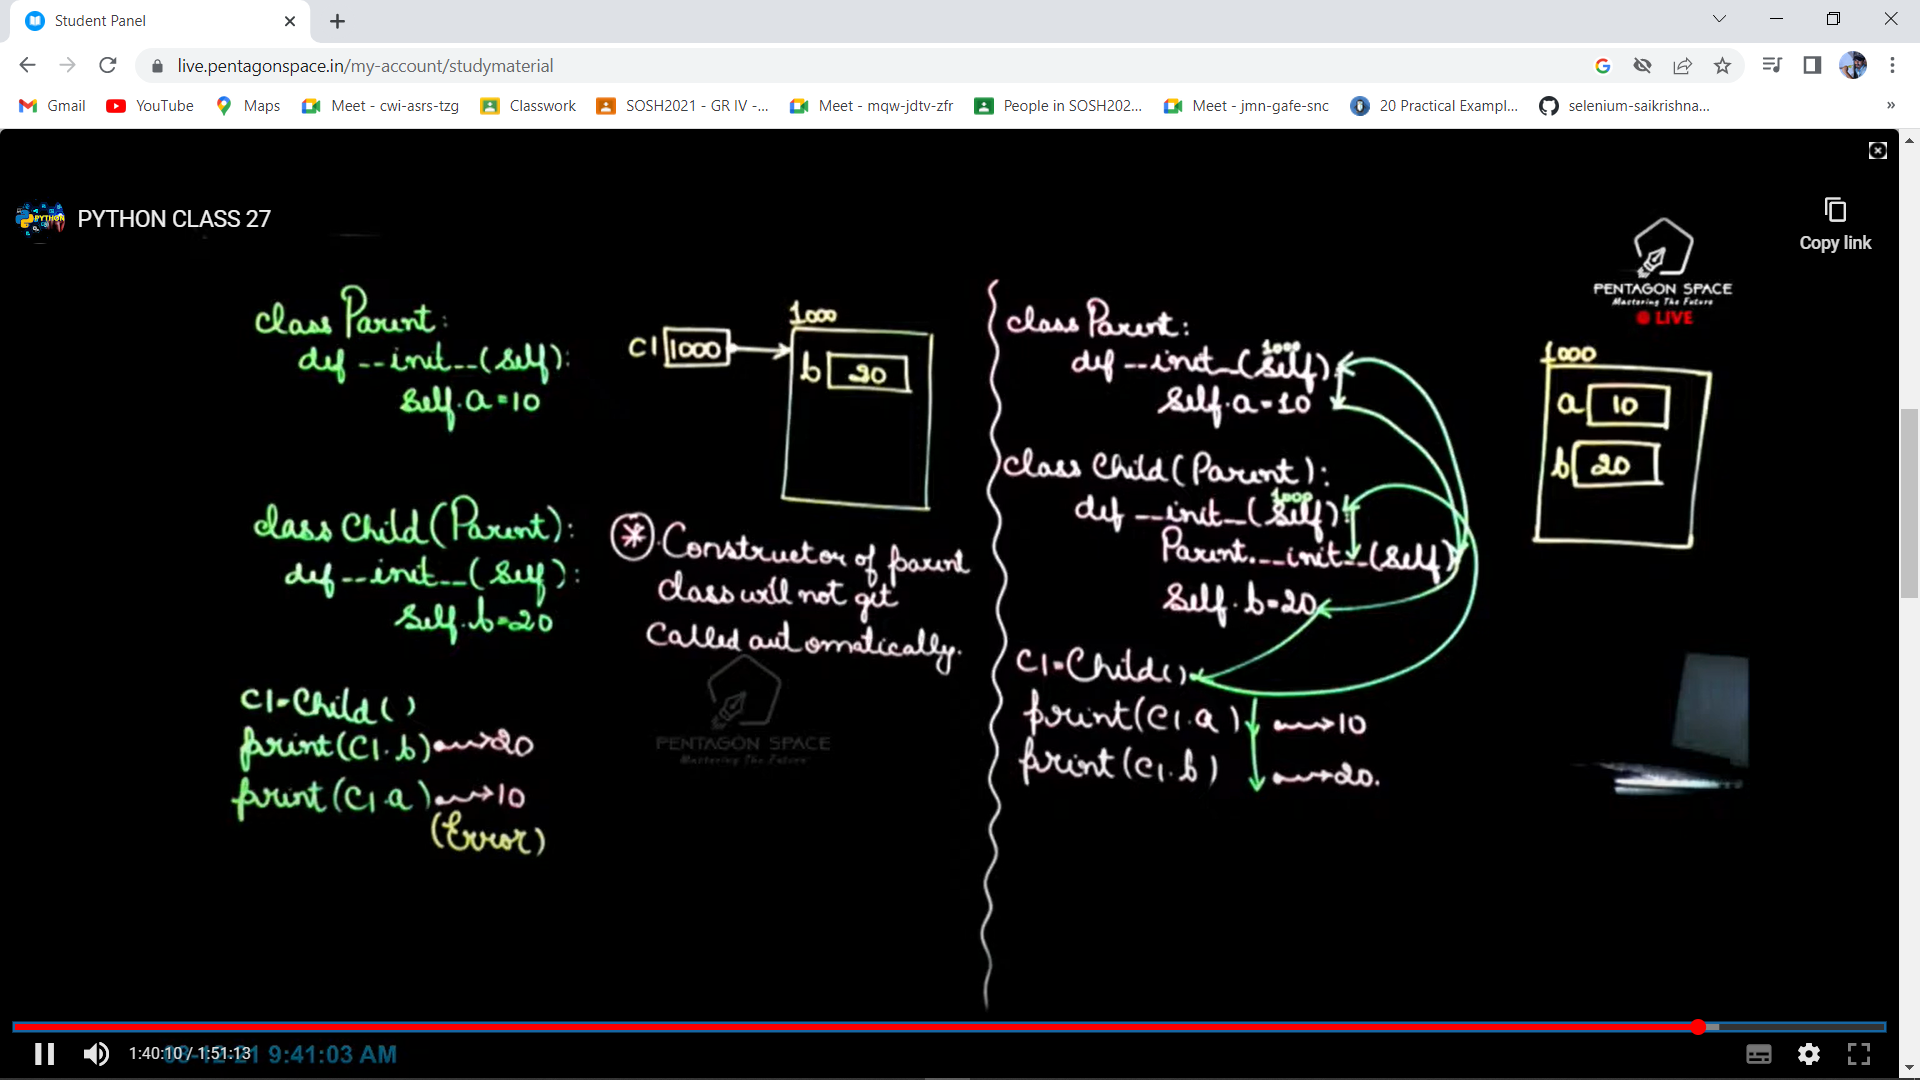 Student Panel
live.pentagonspace.in/my-account/studymaterial
Gmail
YouTube
Maps
Meet - cwi-asrs-tzg
Classwork
SOSH2021 - GR IV -...
Meet - mqw-jdtv-zfr
People in SOSH202...
Meet - jmn-gafe-snc
20 Practical Exampl...
selenium-saikrishna...
»
PYTHON CLASS 27
Copy link
PENTAGON SPACE
Mastering The Future
LIVE
class Parent:
def __init__(Self):
Self.a=10
class Child(Parent):
def __init__(Self):
Self.b=20
C1=Child()
print(C1.b) 20
print(C1.a) 10
(Error)
C1 1000
1000
b 20
* Constructor of parent
class will not get
called automatically.
PENTAGON SPACE
Mastering The Future
class Parent:
1000
def __init__(Self):
Self.a=10
class Child(Parent):
1000
def __init__(Self):
Parent.__init__(Self)
Self.b=20
C1=Child()
print(C1.a) 10
print(C1.b) 20.
1000
a 10
b 20
1:40:10 / 1:51:13
08-12-21 9:41:03 AM